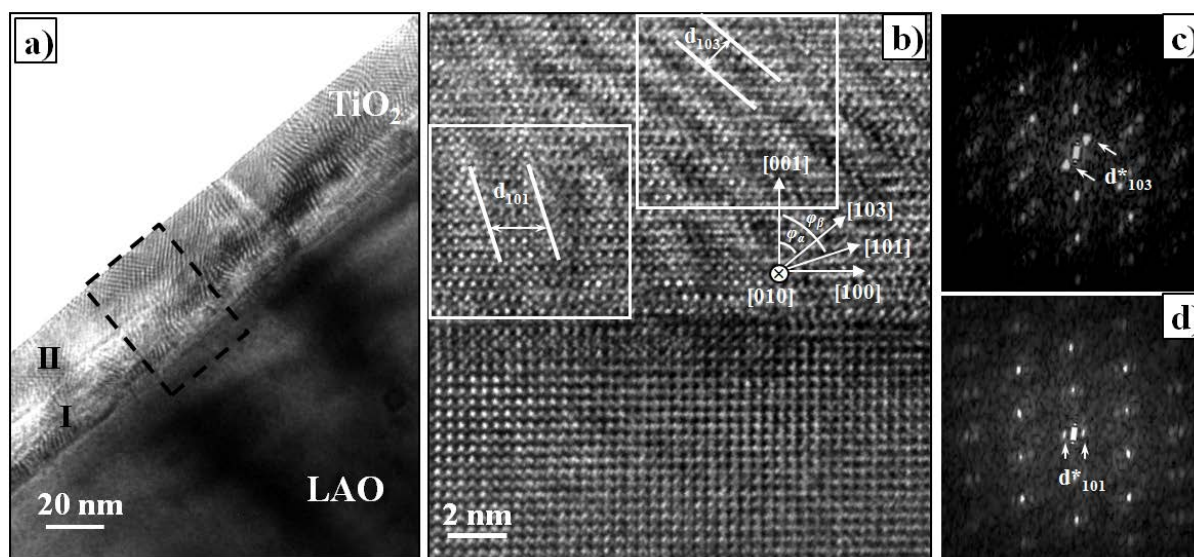 a)
TiO₂
II
I
LAO
20 nm
b)
d₁₀₃
d₁₀₁
[001]
[103]
φα
φβ
[101]
[010]
[100]
2 nm
c)
d*₁₀₃
d)
d*₁₀₁